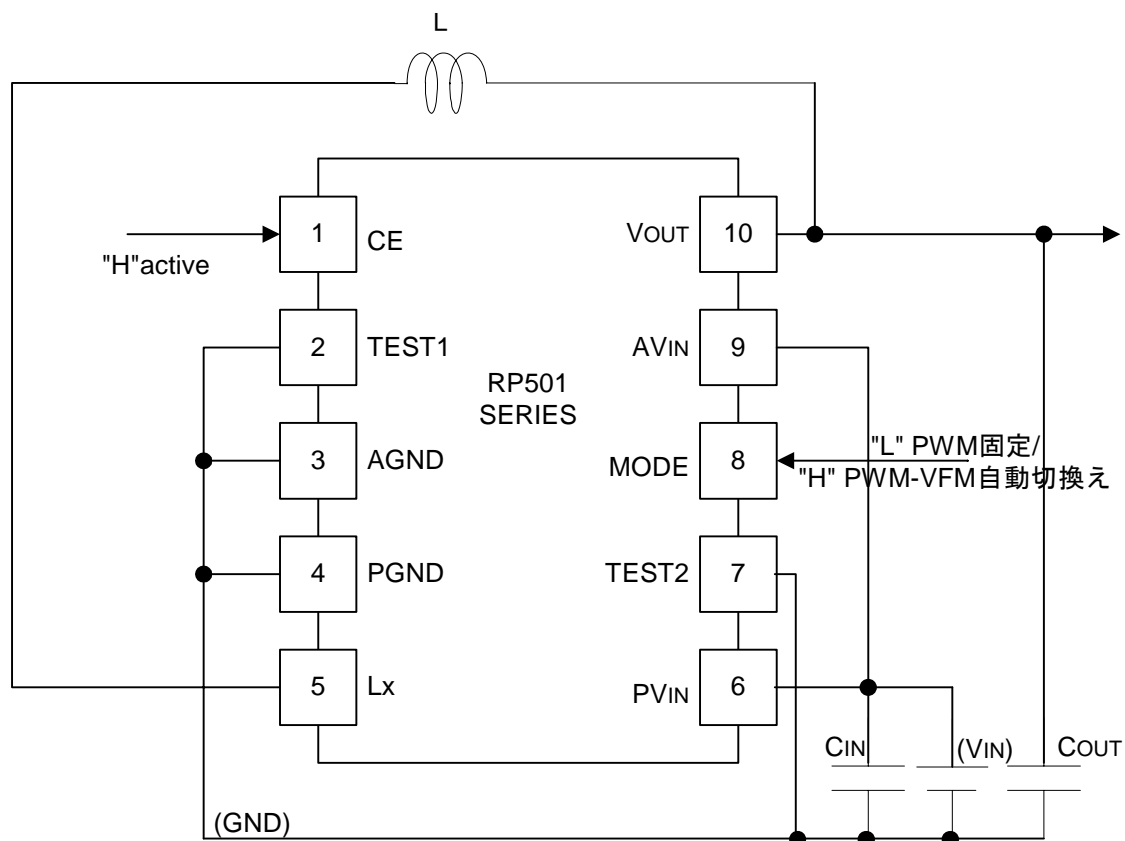 L
1
CE
"H"active
2
TEST1
3
AGND
4
PGND
5
Lx
RP501
SERIES
VOUT
10
AVIN
9
MODE
8
"L" PWM固定/
"H" PWM-VFM自動切換え
TEST2
7
PVIN
6
CIN
(VIN)
COUT
(GND)